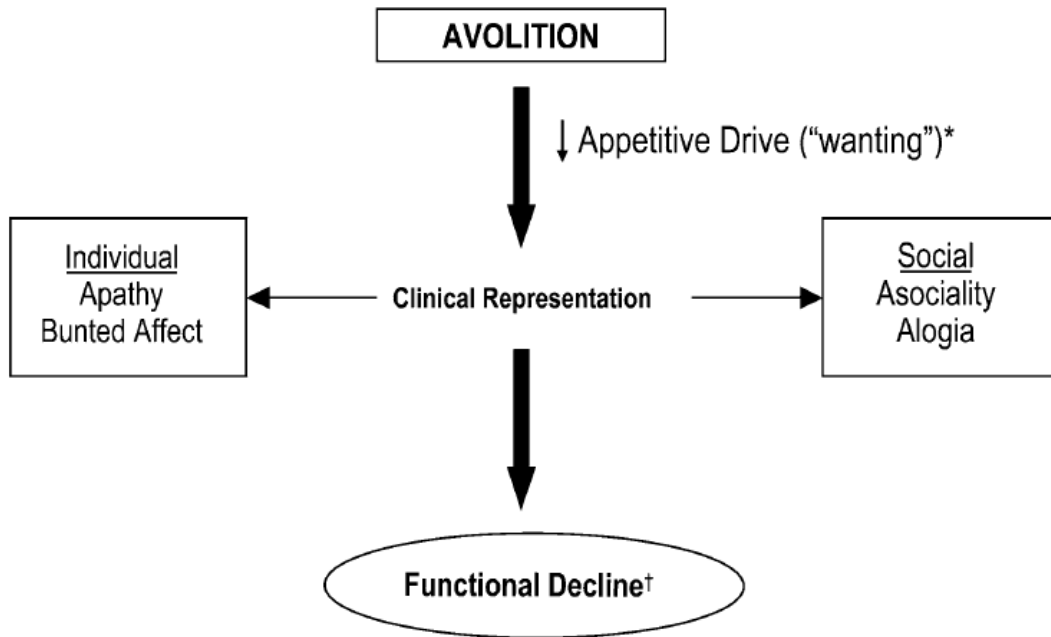 AVOLITION
↓ Appetitive Drive (“wanting”)*
Individual
Apathy
Bunted Affect
Clinical Representation
Social
Asociality
Alogia
Functional Decline†